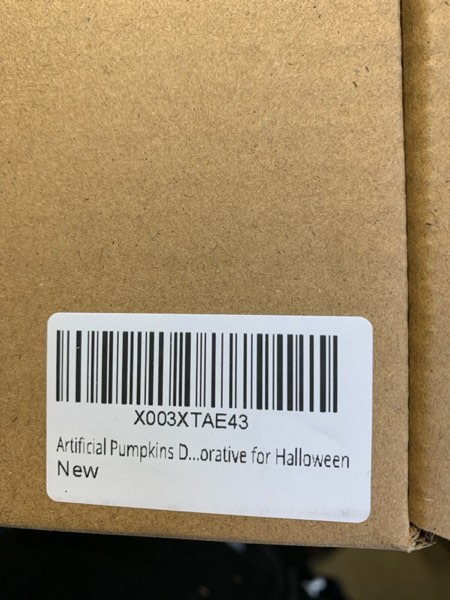 X003XTAE43
Artificial Pumpkins D...orative for Halloween
New